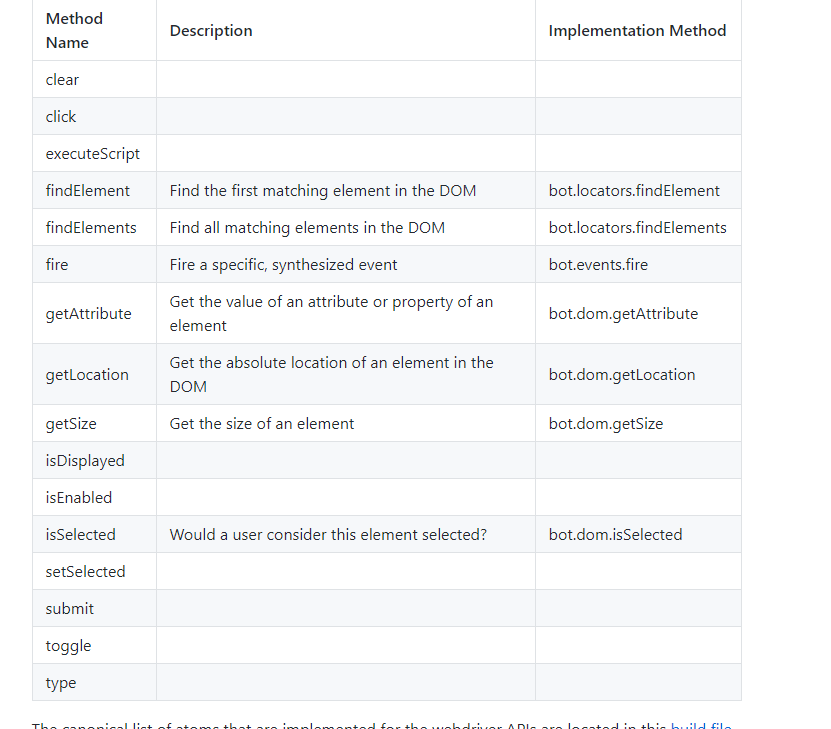 Method Name Description Implementation Method
clear
click
executeScript
findElement Find the first matching element in the DOM bot.locators.findElement
findElements Find all matching elements in the DOM bot.locators.findElements
fire Fire a specific, synthesized event bot.events.fire
getAttribute Get the value of an attribute or property of an element bot.dom.getAttribute
getLocation Get the absolute location of an element in the DOM bot.dom.getLocation
getSize Get the size of an element bot.dom.getSize
isDisplayed
isEnabled
isSelected Would a user consider this element selected? bot.dom.isSelected
setSelected
submit
toggle
type
The canonical list of atoms that are implemented for the webdriver APIs are located in this build file